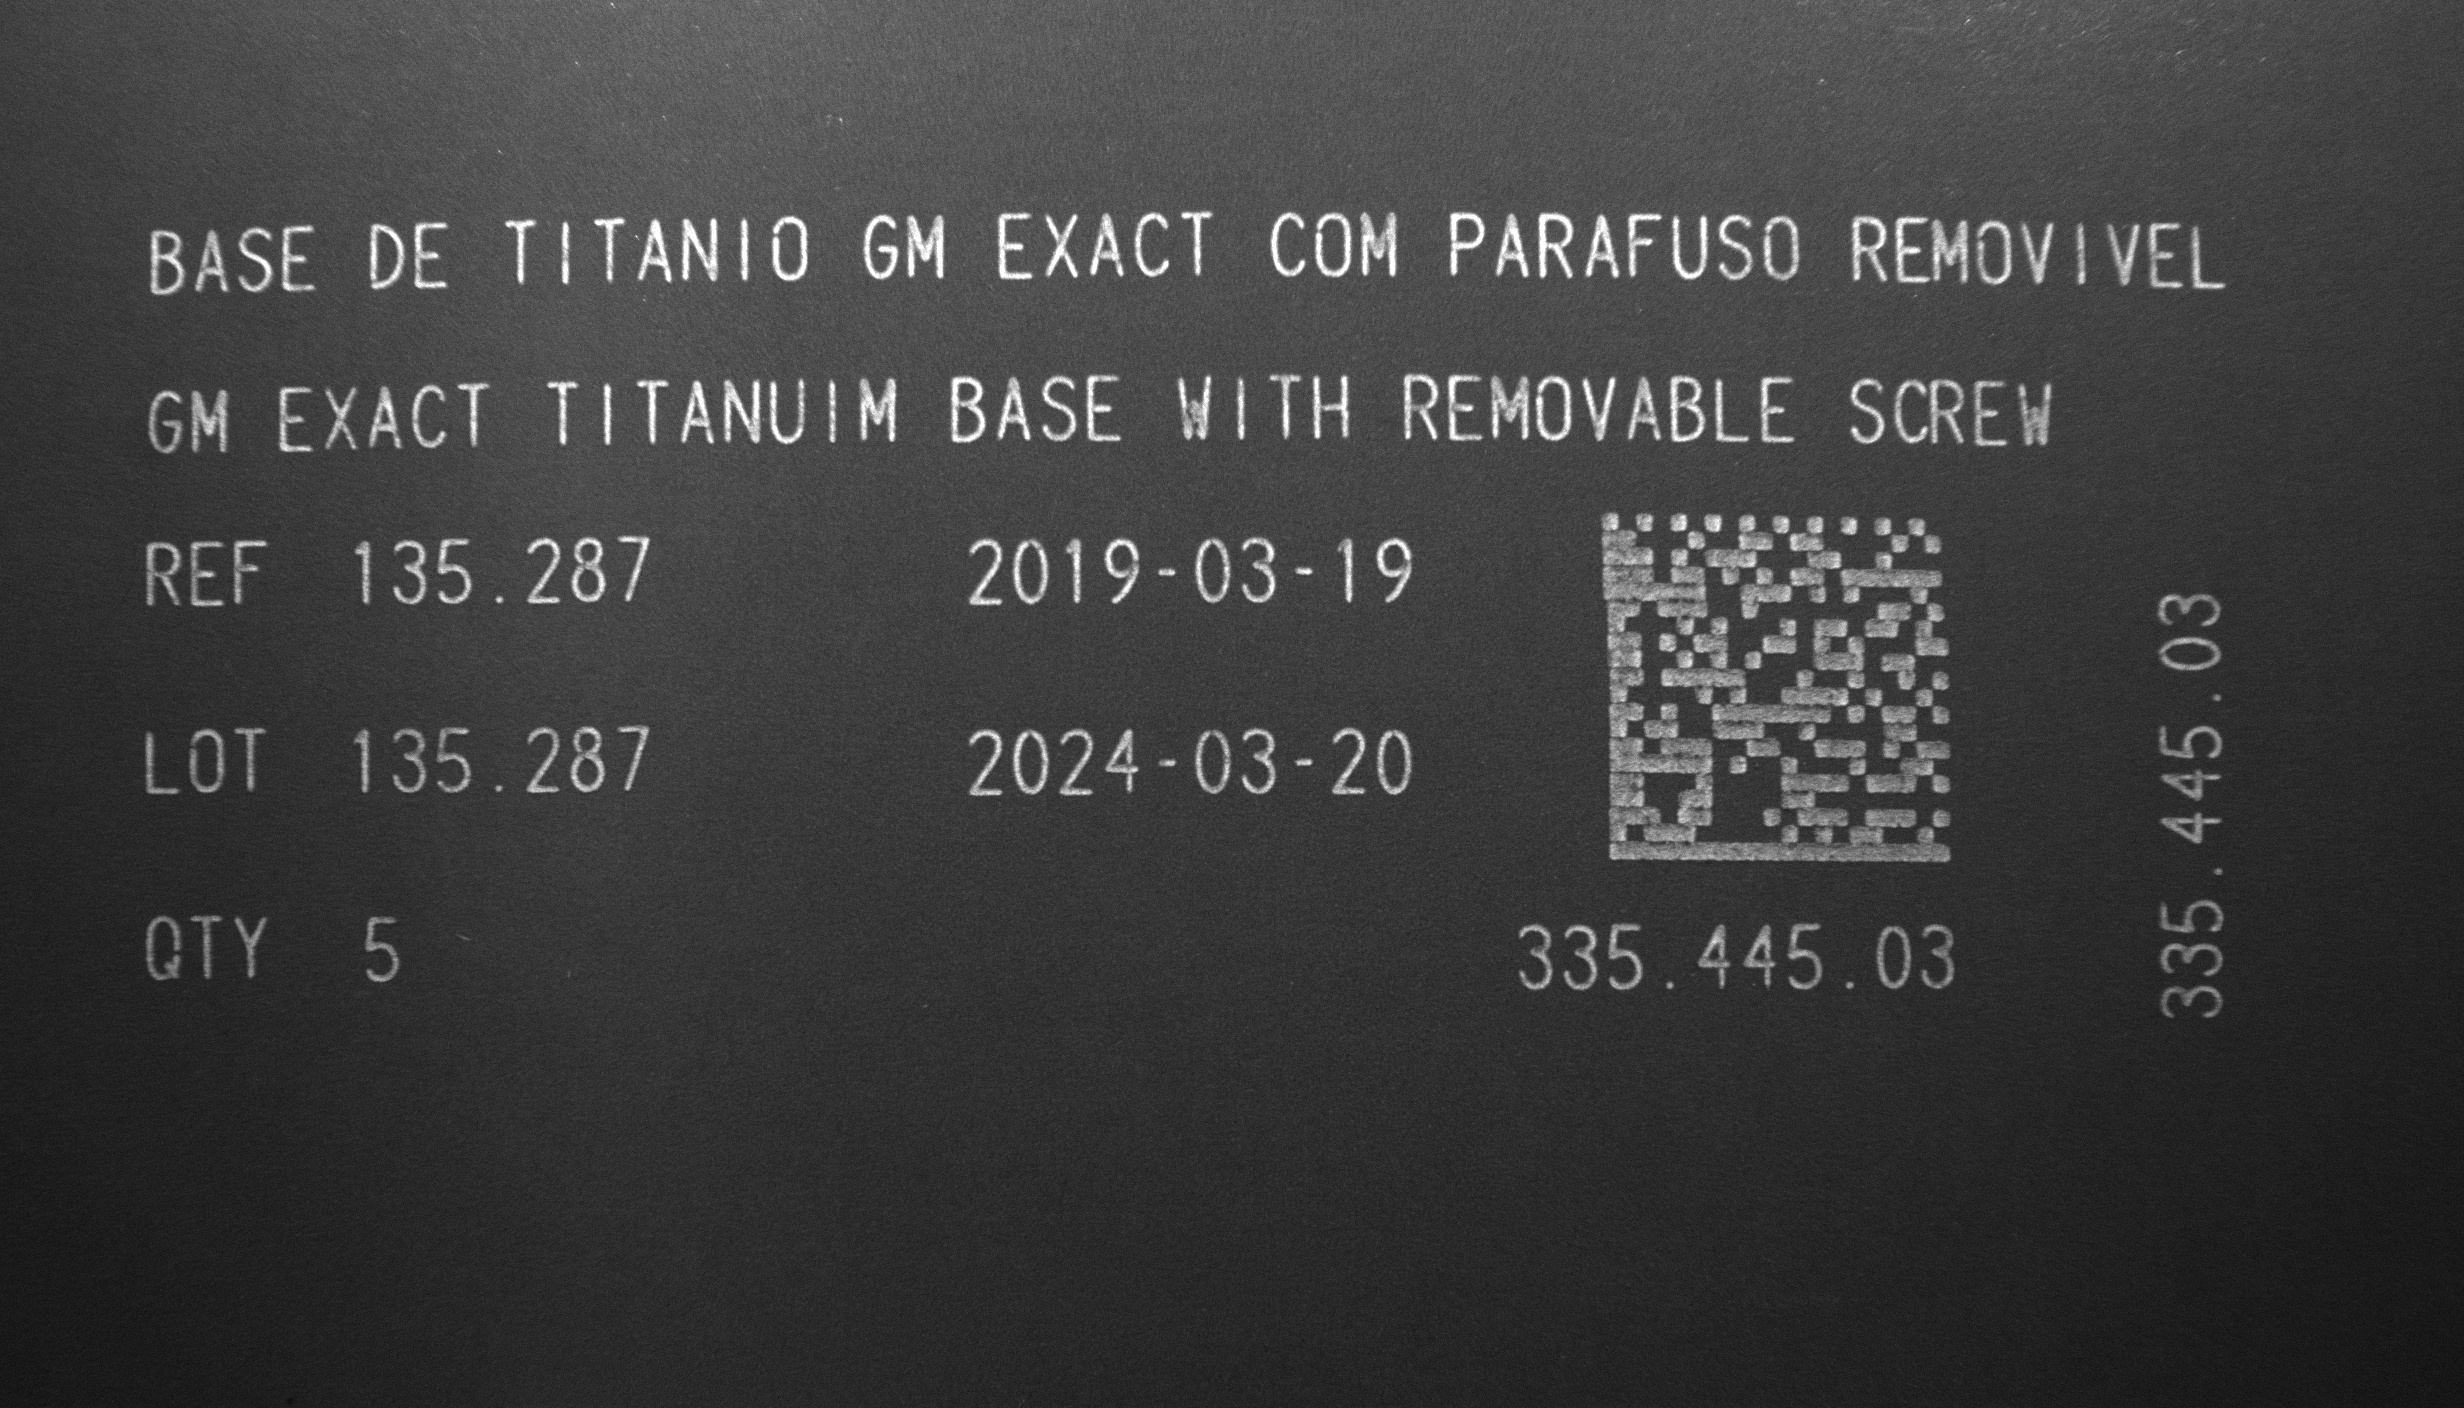 BASE DE TITANIO GM EXACT COM PARAFUSO REMOVIVEL
GM EXACT TITANUIM BASE WITH REMOVABLE SCREW
REF 135.287 2019-03-19
LOT 135.287 2024-03-20
QTY 5
335.445.03
335.445.03